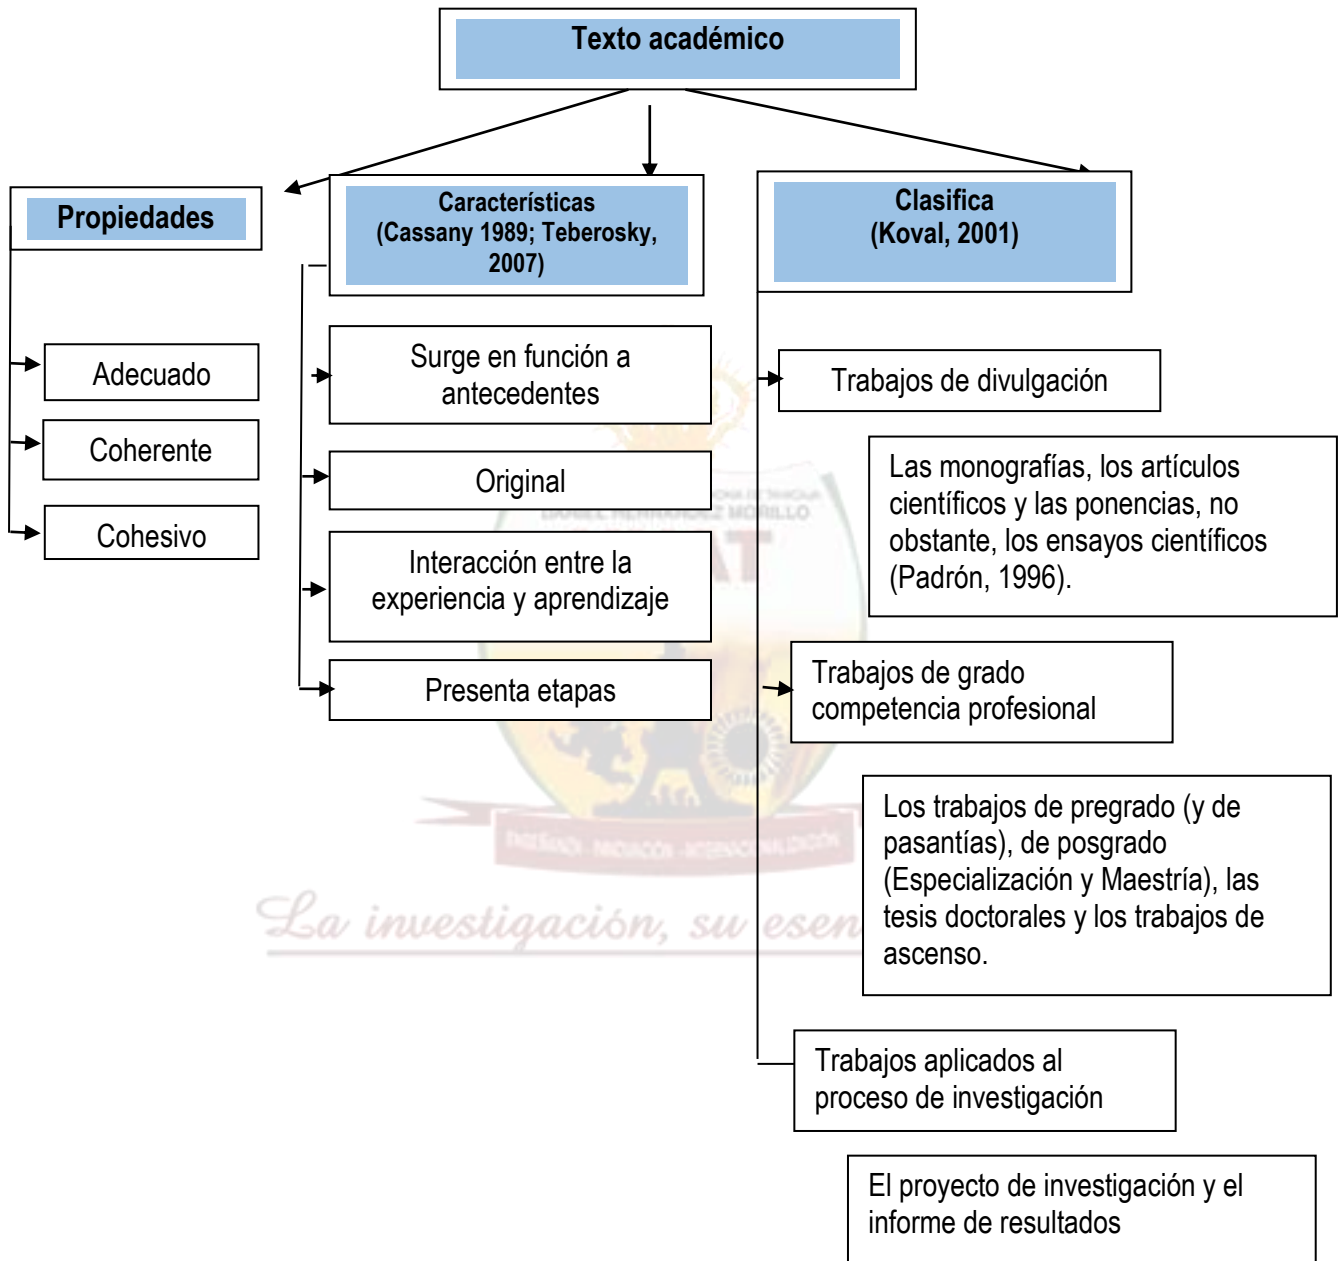 Texto académico
Propiedades
Adecuado
Coherente
Cohesivo
Características
(Cassany 1989; Teberosky,
2007)
Surge en función a
antecedentes
Original
Interacción entre la
experiencia y aprendizaje
Presenta etapas
Clasifica
(Koval, 2001)
Trabajos de divulgación
Las monografías, los artículos
científicos y las ponencias, no
obstante, los ensayos científicos
(Padrón, 1996).
Trabajos de grado
competencia profesional
Los trabajos de pregrado (y de
pasantías), de posgrado
(Especialización y Maestría), las
tesis doctorales y los trabajos de
ascenso.
Trabajos aplicados al
proceso de investigación
El proyecto de investigación y el
informe de resultados
DANIEL HERNÁNDEZ MORILLO
AT
La investigación, su esen